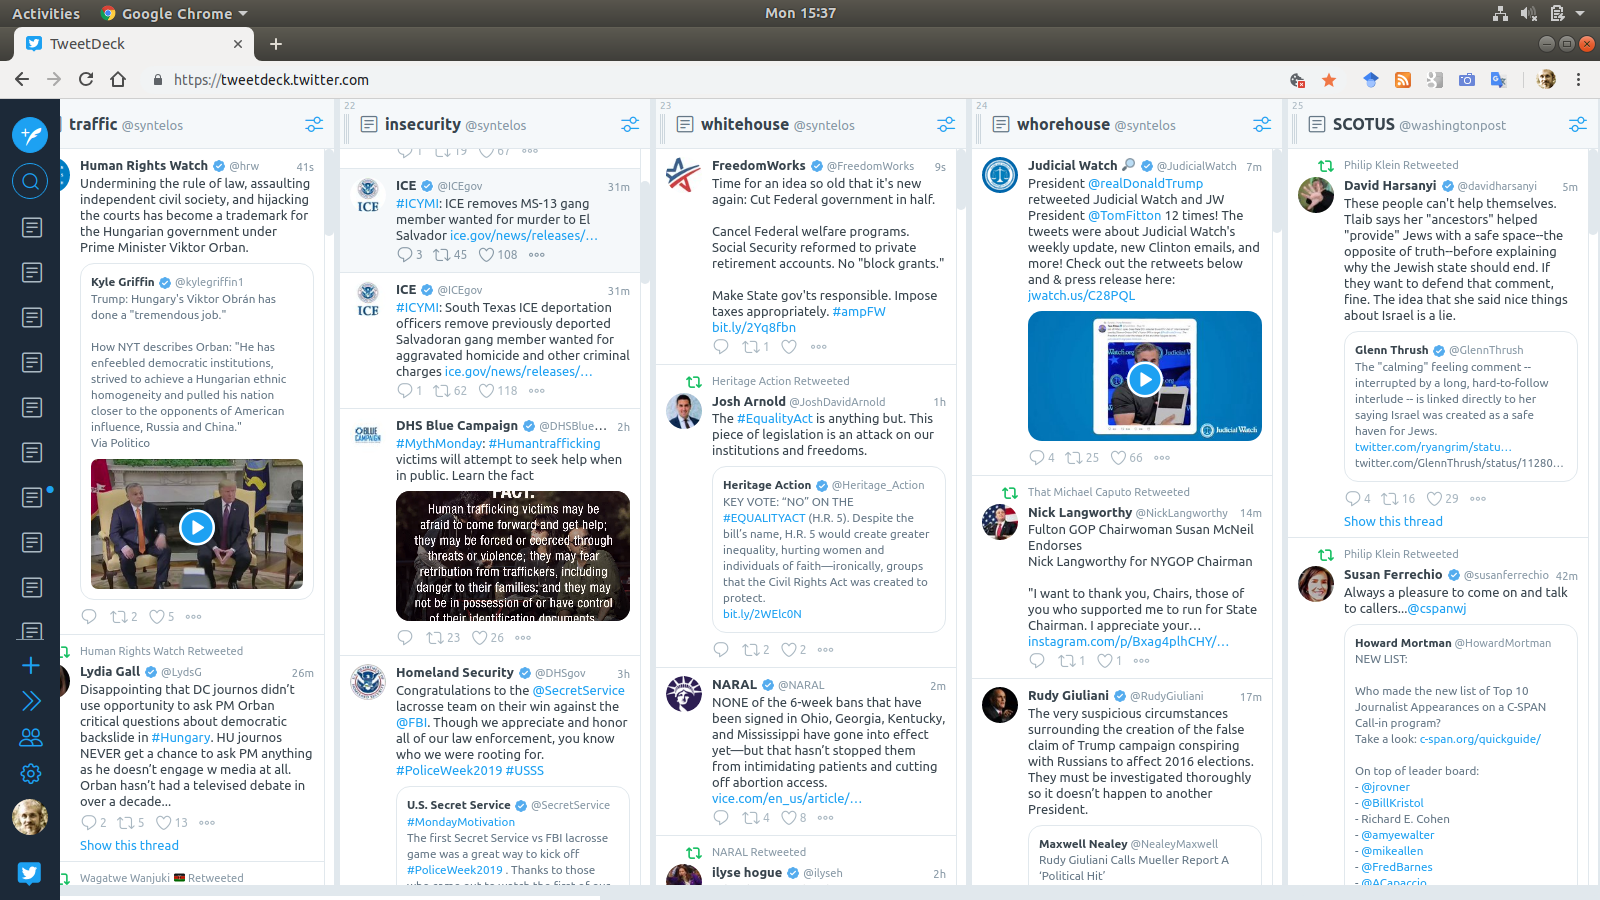 Activities
Google Chrome
Mon 15:37
TweetDeck
https://tweetdeck.twitter.com
traffic @syntelos
Human Rights Watch @hrw 41s
Undermining the rule of law, assaulting
independent civil society, and hijacking
the courts has become a trademark for
the Hungarian government under
Prime Minister Viktor Orban.
Kyle Griffin @kylegriffin1
Trump: Hungary's Viktor Obrán has
done a "tremendous job."
How NYT describes Orban: "He has
enfeebled democratic institutions,
strived to achieve a Hungarian ethnic
homogeneity and pulled his nation
closer to the opponents of American
influence, Russia and China."
Via Politico
2 5
Human Rights Watch Retweeted
Lydia Gall @LydsG 26m
Disappointing that DC journos didn't
use opportunity to ask PM Orban
critical questions about democratic
backslide in #Hungary. HU journos
NEVER get a chance to ask PM anything
as he doesn't engage w media at all.
Orban hasn't had a televised debate in
over a decade...
2 5 13
Show this thread
Wagatwe Wanjuki Retweeted
22
insecurity @syntelos
1 19 67
ICE @ICEgov 31m
#ICYMI: ICE removes MS-13 gang
member wanted for murder to El
Salvador ice.gov/news/releases/…
3 45 108
ICE @ICEgov 31m
#ICYMI: South Texas ICE deportation
officers remove previously deported
Salvadoran gang member wanted for
aggravated homicide and other criminal
charges ice.gov/news/releases/…
1 62 118
DHS Blue Campaign @DHSBlue… 2h
#MythMonday: #Humantrafficking
victims will attempt to seek help when
in public. Learn the fact
FACT:
Human trafficking victims may be
afraid to come forward and get help;
they may be forced or coerced through
threats or violence; they may fear
retribution from traffickers, including
danger to their families; and they may
not be in possession of or have control
of their identification documents.
23 26
Homeland Security @DHSgov 3h
Congratulations to the @SecretService
lacrosse team on their win against the
@FBI. Though we appreciate and honor
all of our law enforcement, you know
who we were rooting for.
#PoliceWeek2019 #USSS
U.S. Secret Service @SecretService
#MondayMotivation
The first Secret Service vs FBI lacrosse
game was a great way to kick off
#PoliceWeek2019 . Thanks to those
who came out to watch the first of our
23
whitehouse @syntelos
FreedomWorks @FreedomWorks 9s
Time for an idea so old that it's new
again: Cut Federal government in half.
Cancel Federal welfare programs.
Social Security reformed to private
retirement accounts. No "block grants."
Make State gov'ts responsible. Impose
taxes appropriately. #ampFW
bit.ly/2Yq8fbn
1
Heritage Action Retweeted
Josh Arnold @JoshDavidArnold 1h
The #EqualityAct is anything but. This
piece of legislation is an attack on our
institutions and freedoms.
Heritage Action @Heritage_Action
KEY VOTE: “NO” ON THE
#EQUALITYACT (H.R. 5). Despite the
bill's name, H.R. 5 would create greater
inequality, hurting women and
individuals of faith—ironically, groups
that the Civil Rights Act was created to
protect.
bit.ly/2WElc0N
2 2
NARAL @NARAL 2m
NONE of the 6-week bans that have
been signed in Ohio, Georgia, Kentucky,
and Mississippi have gone into effect
yet—but that hasn't stopped them
from intimidating patients and cutting
off abortion access.
vice.com/en_us/article/…
4 8
NARAL Retweeted
ilyse hogue @ilyseh 2h
24
whorehouse @syntelos
Judicial Watch @JudicialWatch 7m
President @realDonaldTrump
retweeted Judicial Watch and JW
President @TomFitton 12 times! The
tweets were about Judicial Watch's
weekly update, new Clinton emails, and
more! Check out the retweets below
and & press release here:
jwatch.us/C28PQL
Judicial Watch
4 25 66
That Michael Caputo Retweeted
Nick Langworthy @NickLangworthy 14m
Fulton GOP Chairwoman Susan McNeil
Endorses
Nick Langworthy for NYGOP Chairman
"I want to thank you, Chairs, those of
you who supported me to run for State
Chairman. I appreciate your…
instagram.com/p/Bxag4plhCHY/…
1 1
Rudy Giuliani @RudyGiuliani 17m
The very suspicious circumstances
surrounding the creation of the false
claim of Trump campaign conspiring
with Russians to affect 2016 elections.
They must be investigated thoroughly
so it doesn't happen to another
President.
Maxwell Nealey @NealeyMaxwell
Rudy Giuliani Calls Mueller Report A
'Political Hit'
25
SCOTUS @washingtonpost
Philip Klein Retweeted
David Harsanyi @davidharsanyi 5m
These people can't help themselves.
Tlaib says her "ancestors" helped
"provide" Jews with a safe space--the
opposite of truth--before explaining
why the Jewish state should end. If
they want to defend that comment,
fine. The idea that she said nice things
about Israel is a lie.
Glenn Thrush @GlennThrush
The "calming" feeling comment --
interrupted by a long, hard-to-follow
interlude -- is linked directly to her
saying Israel was created as a safe
haven for Jews.
twitter.com/ryangrim/statu…
twitter.com/GlennThrush/status/11280…
4 16 29
Show this thread
Philip Klein Retweeted
Susan Ferrechio @susanferrechio 42m
Always a pleasure to come on and talk
to callers...@cspanwj
Howard Mortman @HowardMortman
NEW LIST:
Who made the new list of Top 10
Journalist Appearances on a C-SPAN
Call-in program?
Take a look: c-span.org/quickguide/
On top of leader board:
- @jrovner
- @BillKristol
- Richard E. Cohen
- @amyewalter
- @mikeallen
- @FredBarnes
- @ACapaccio